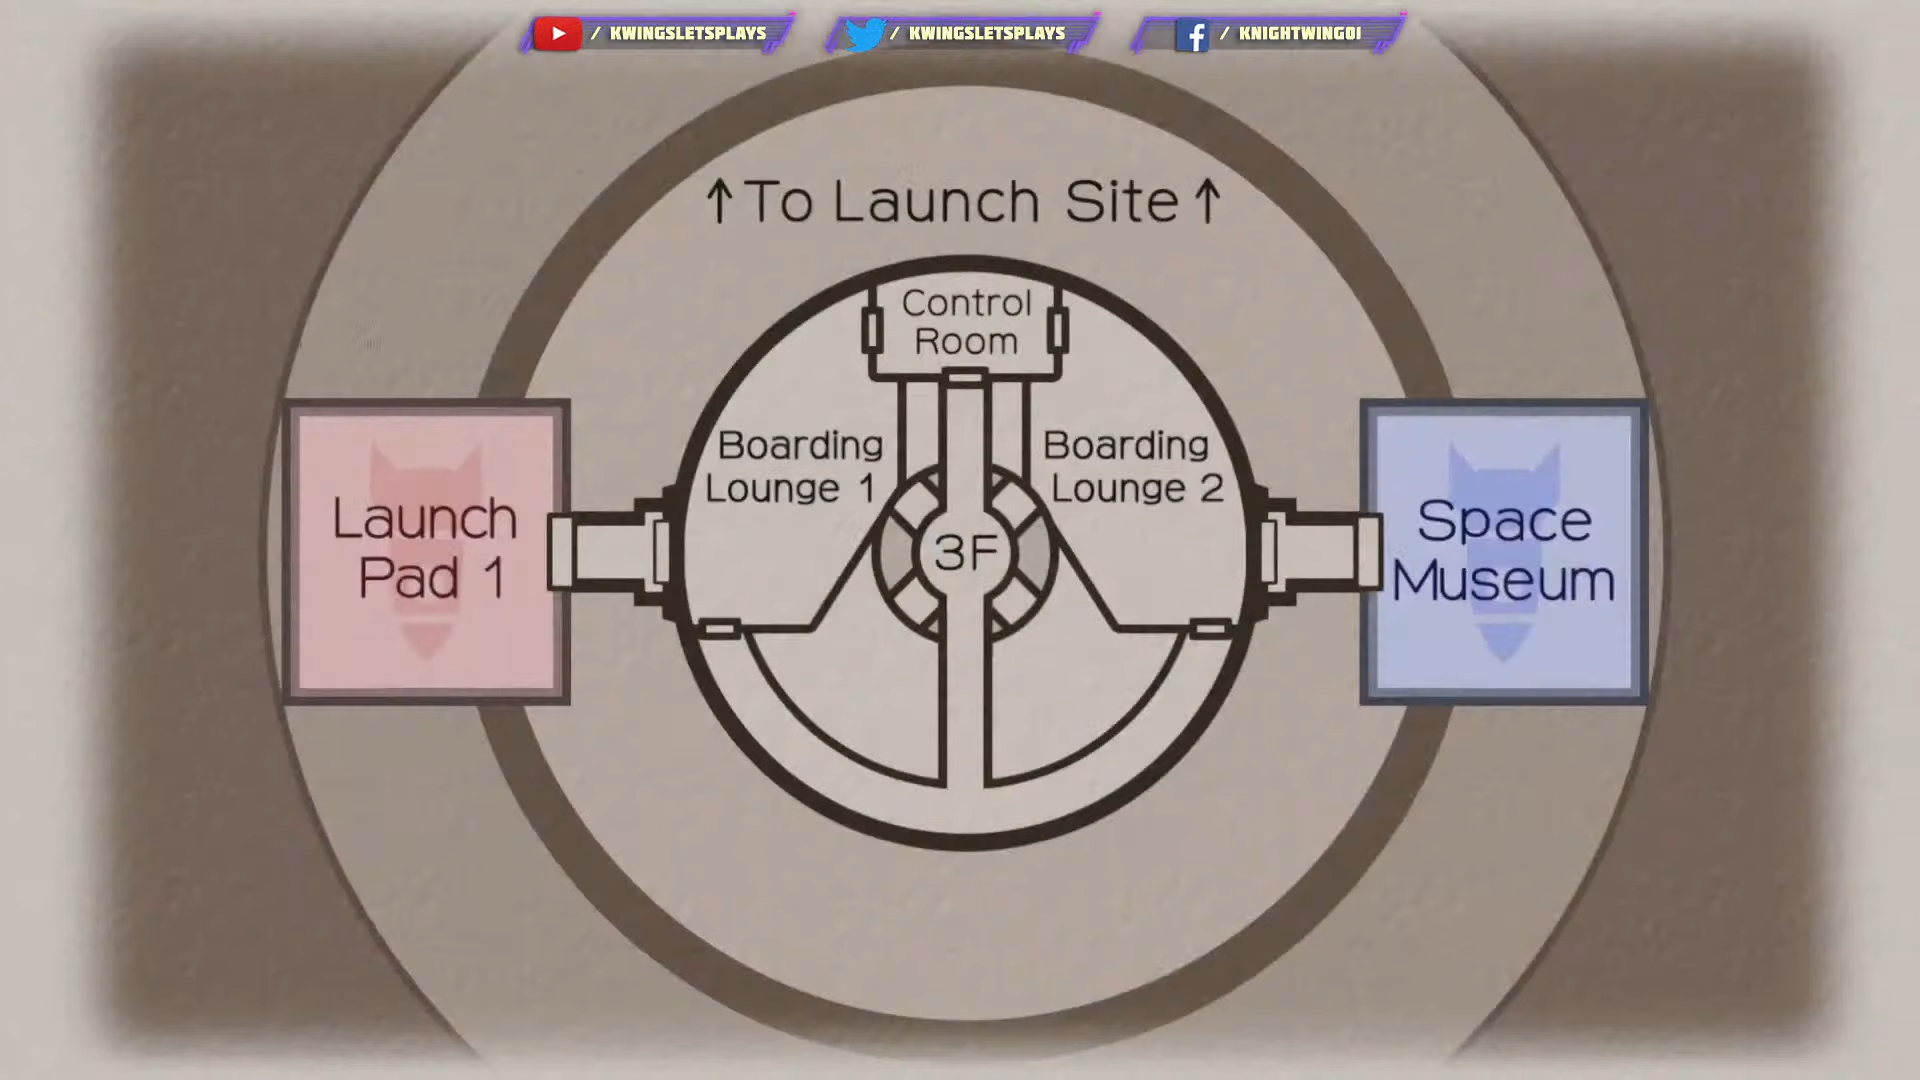 / KWINGSLETSPLAYS
/ KWINGSLETSPLAYS
/ KNIGHTWING01
↑To Launch Site↑
Control
Room
Boarding
Lounge 1
Boarding
Lounge 2
3F
Launch
Pad 1
Space
Museum